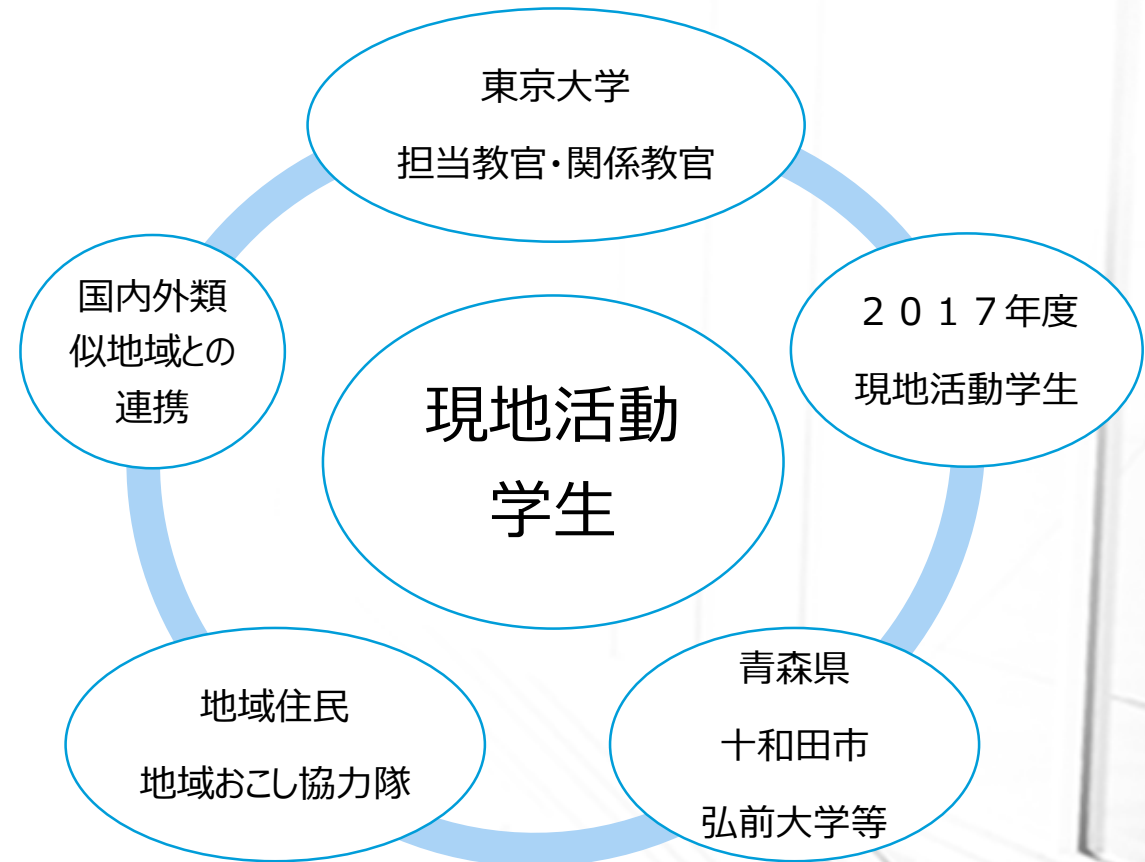 東京大学
担当教官・関係教官
２０１７年度
現地活動学生
国内外類
似地域との
連携
現地活動
学生
地域住民
地域おこし協力隊
青森県
十和田市
弘前大学等